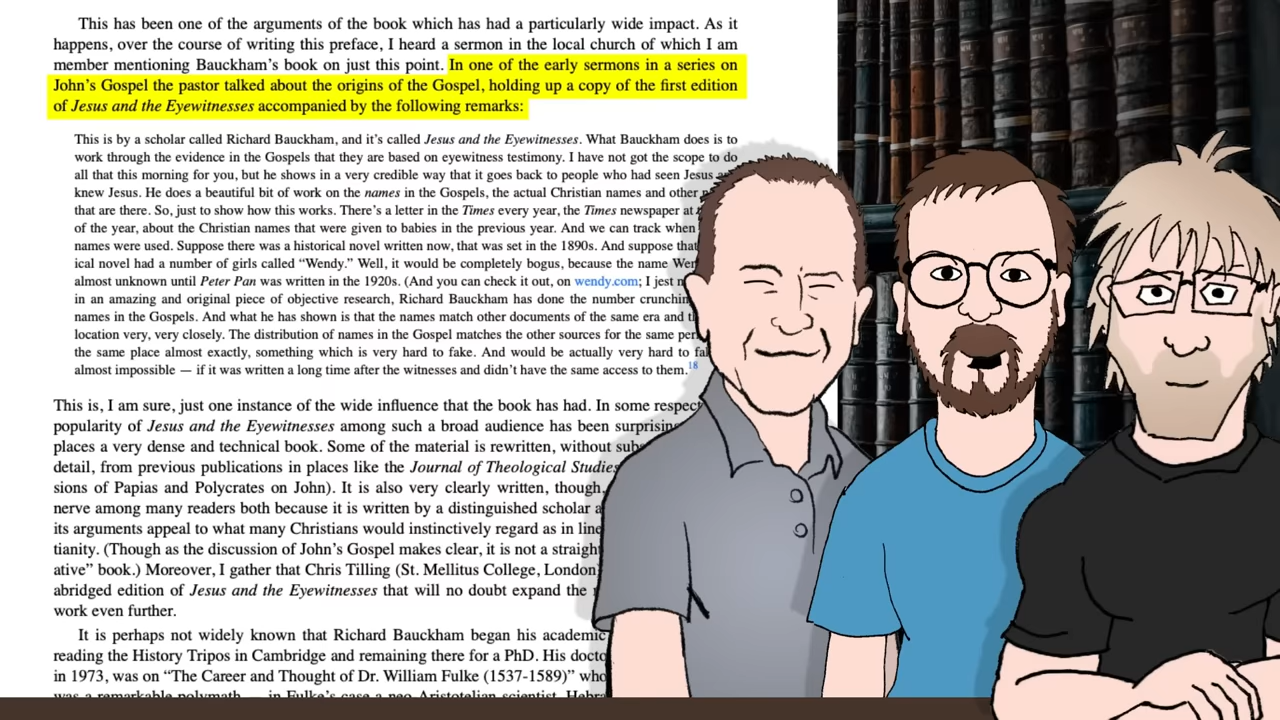 This has been one of the arguments of the book which has had a particularly wide impact. As it
happens, over the course of writing this preface, I heard a sermon in the local church of which I am
member mentioning Bauckham’s book on just this point. In one of the early sermons in a series on
John’s Gospel the pastor talked about the origins of the Gospel, holding up a copy of the first edition
of Jesus and the Eyewitnesses accompanied by the following remarks:
This is by a scholar called Richard Bauckham, and it’s called Jesus and the Eyewitnesses. What Bauckham does is to
work through the evidence in the Gospels that they are based on eyewitness testimony. I have not got the scope to do
all that this morning for you, but he shows in a very credible way that it goes back to people who had seen Jesus
knew Jesus. He does a beautiful bit of work on the names in the Gospels, the actual Christian names and other
that are there. So, just to show how this works. There’s a letter in the Times every year, the Times newspaper at
of the year, about the Christian names that were given to babies in the previous year. And we can track when
names were used. Suppose there was a historical novel written now, that was set in the 1890s. And suppose that
ical novel had a number of girls called “Wendy.” Well, it would be completely bogus, because the name
almost unknown until Peter Pan was written in the 1920s. (And you can check it out, on wendy.com; I jest
in an amazing and original piece of objective research, Richard Bauckham has done the number
names in the Gospels. And what he has shown is that the names match other documents of the same era and
location very, very closely. The distribution of names in the Gospel matches the other sources for the same
the same place almost exactly, something which is very hard to fake. And would be actually very hard to
almost impossible — if it was written a long time after the witnesses and didn’t have the same access to them.18
This is, I am sure, just one instance of the wide influence that the book has had. In some respect
popularity of Jesus and the Eyewitnesses among such a broad audience has been
places a very dense and technical book. Some of the material is rewritten, without
detail, from previous publications in places like the Journal of Theological Studies
sions of Papias and Polycrates on John). It is also very clearly written, though,
nerve among many readers both because it is written by a distinguished scholar
its arguments appeal to what many Christians would instinctively regard as in line
tianity. (Though as the discussion of John’s Gospel makes clear, it is not a straight
ative” book.) Moreover, I gather that Chris Tilling (St. Mellitus College, London)
abridged edition of Jesus and the Eyewitnesses that will no doubt expand the
work even further.
It is perhaps not widely known that Richard Bauckham began his academic
reading the History Tripos in Cambridge and remaining there for a PhD. His
in 1973, was on “The Career and Thought of Dr. William Fulke (1537-1589)” who
was a remarkable polymath — in Fulke’s case a neo-Aristotelian scientist,